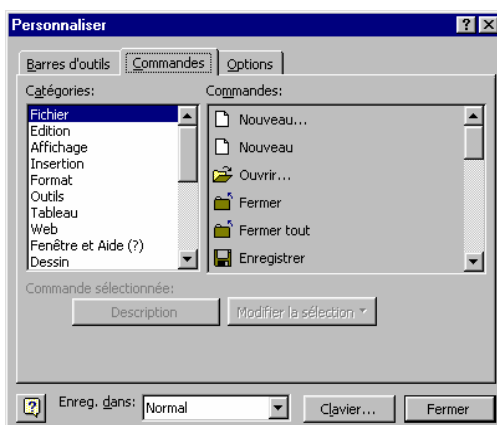 Personnaliser
Barres d'outils Commandes Options
Catégories: Commandes:
Fichier
Edition
Affichage
Insertion
Format
Outils
Tableau
Web
Fenêtre et Aide (?)
Dessin
Nouveau...
Nouveau
Ouvrir...
Fermer
Fermer tout
Enregistrer
Commande sélectionnée:
Description Modifier la sélection
Enreg. dans: Normal Clavier... Fermer